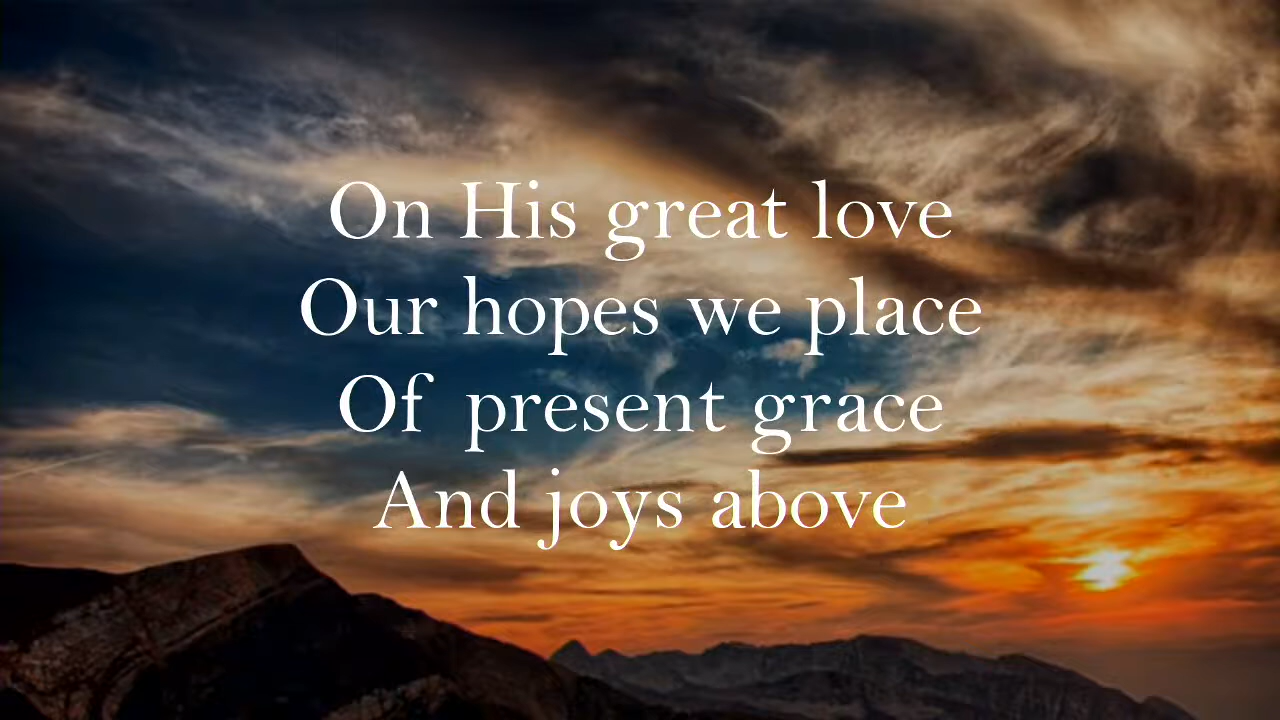 On His great love
Our hopes we place
Of present grace
And joys above